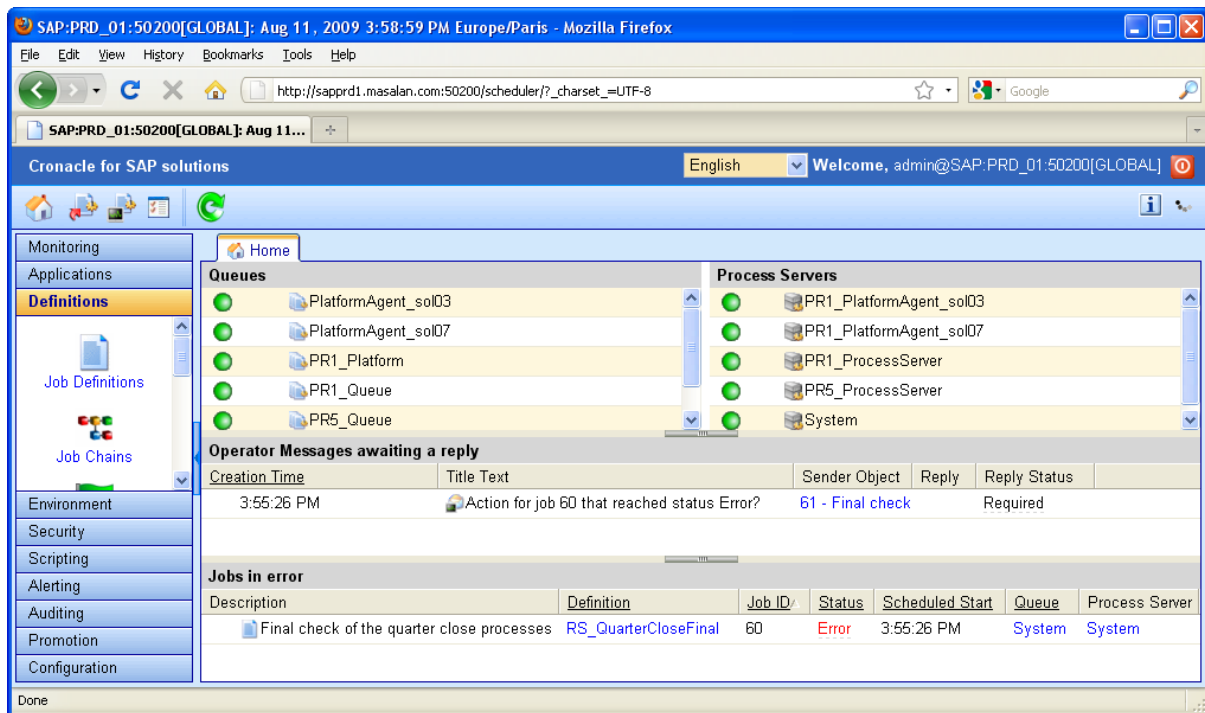 SAP:PRD_01:50200[GLOBAL]: Aug 11, 2009 3:58:59 PM Europe/Paris - Mozilla Firefox
File Edit View History Bookmarks Tools Help
http://sapprd1.masalan.com:50200/scheduler/?_charset_=UTF-8
Google
SAP:PRD_01:50200[GLOBAL]: Aug 11...
Cronacle for SAP solutions
English
Welcome, admin@SAP:PRD_01:50200[GLOBAL]
Monitoring
Applications
Definitions
Job Definitions
Job Chains
Environment
Security
Scripting
Alerting
Auditing
Promotion
Configuration
Home
Queues
PlatformAgent_sol03
PlatformAgent_sol07
PR1_Platform
PR1_Queue
PR5_Queue
Process Servers
PR1_PlatformAgent_sol03
PR1_PlatformAgent_sol07
PR1_ProcessServer
PR5_ProcessServer
System
Operator Messages awaiting a reply
Creation Time Title Text Sender Object Reply Reply Status
3:55:26 PM Action for job 60 that reached status Error? 61 - Final check Required
Jobs in error
Description Definition Job ID Status Scheduled Start Queue Process Server
Final check of the quarter close processes RS_QuarterCloseFinal 60 Error 3:55:26 PM System System
Done